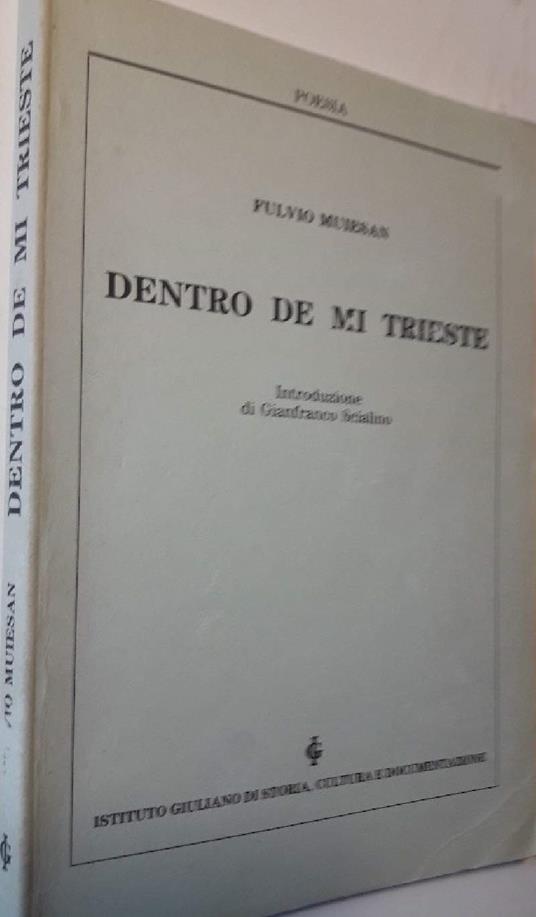 POESIA
FULVIO MUIESAN
DENTRO DE MI TRIESTE
Introduzione
di Gianfranco Scialino
ISTITUTO GIULIANO DI STORIA, CULTURA E DOCUMENTAZIONE
MUIESAN DENTRO DE MI TRIESTE